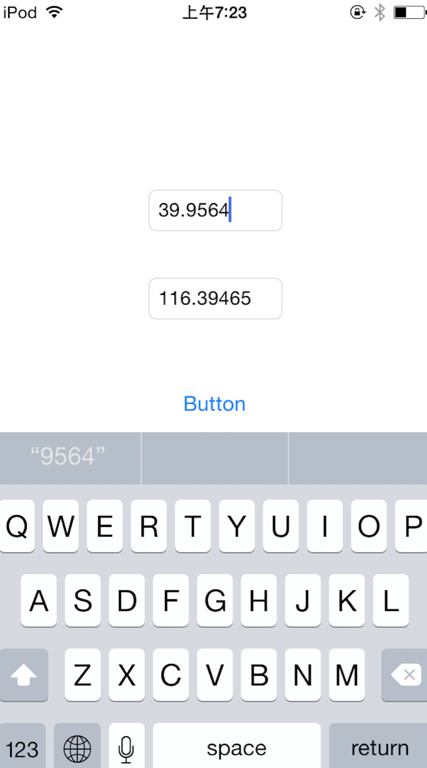 iPod 上午7:23
39.9564
116.39465
Button
“9564”
Q W E R T Y U I O P
A S D F G H J K L
Z X C V B N M
123 space return